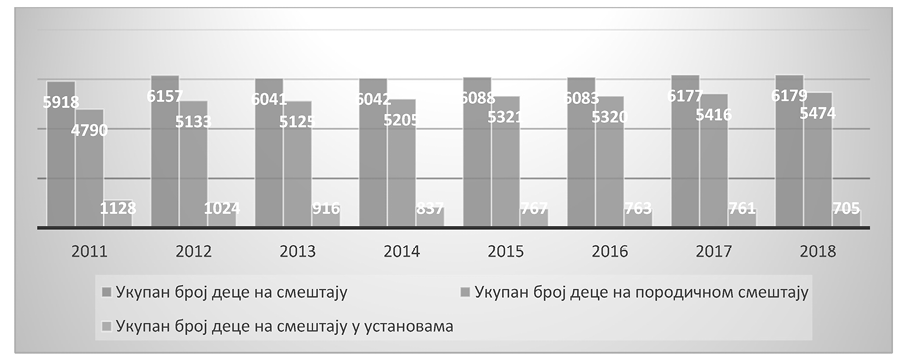 5918 6157 6041 6042 6088 6083 6177 6179
4790 5133 5125 5205 5321 5320 5416 5474
1128 1024 916 837 767 763 761 705
2011 2012 2013 2014 2015 2016 2017 2018
Укупан број деце на смештају Укупан број деце на породичном смештају
Укупан број деце на смештају у установама